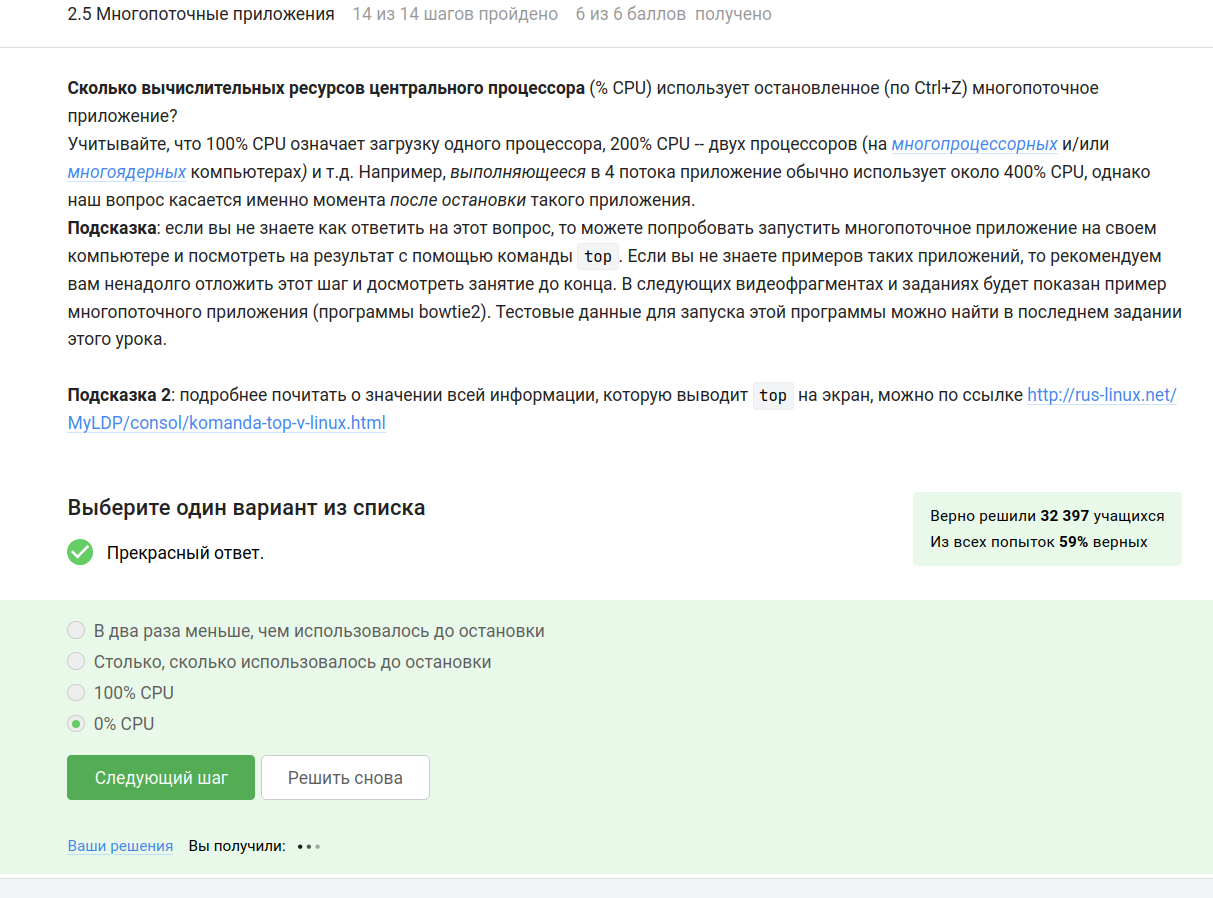 2.5 Многопоточные приложения 14 из 14 шагов пройдено 6 из 6 баллов получено
Сколько вычислительных ресурсов центрального процессора (% CPU) использует остановленное (по Ctrl+Z) многопоточное
приложение?
Учитывайте, что 100% CPU означает загрузку одного процессора, 200% CPU -- двух процессоров (на многопроцессорных и/или
многоядерных компьютерах) и т.д. Например, выполняющееся в 4 потока приложение обычно использует около 400% CPU, однако
наш вопрос касается именно момента после остановки такого приложения.
Подсказка: если вы не знаете как ответить на этот вопрос, то можете попробовать запустить многопоточное приложение на своем
компьютере и посмотреть на результат с помощью команды top. Если вы не знаете примеров таких приложений, то рекомендуем
вам ненадолго отложить этот шаг и досмотреть занятие до конца. В следующих видеофрагментах и заданиях будет показан пример
многопоточного приложения (программы bowtie2). Тестовые данные для запуска этой программы можно найти в последнем задании
этого урока.
Подсказка 2: подробнее почитать о значении всей информации, которую выводит top на экран, можно по ссылке http://rus-linux.net/
MyLDP/consol/komanda-top-v-linux.html
Выберите один вариант из списка
Прекрасный ответ.
Верно решили 32 397 учащихся
Из всех попыток 59% верных
В два раза меньше, чем использовалось до остановки
Столько, сколько использовалось до остановки
100% CPU
0% CPU
Следующий шаг Решить снова
Ваши решения Вы получили: